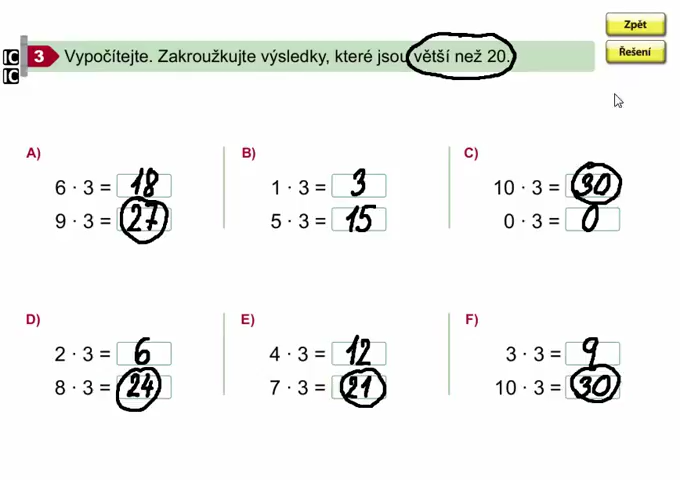 Zpět
3 Vypočítejte. Zakroužkujte výsledky, které jsou větší než 20.
Řešení
A) B) C)
6 · 3 = 18 1 · 3 = 3 10 · 3 = 30
9 · 3 = 27 5 · 3 = 15 0 · 3 = 0
D) E) F)
2 · 3 = 6 4 · 3 = 12 3 · 3 = 9
8 · 3 = 24 7 · 3 = 21 10 · 3 = 30